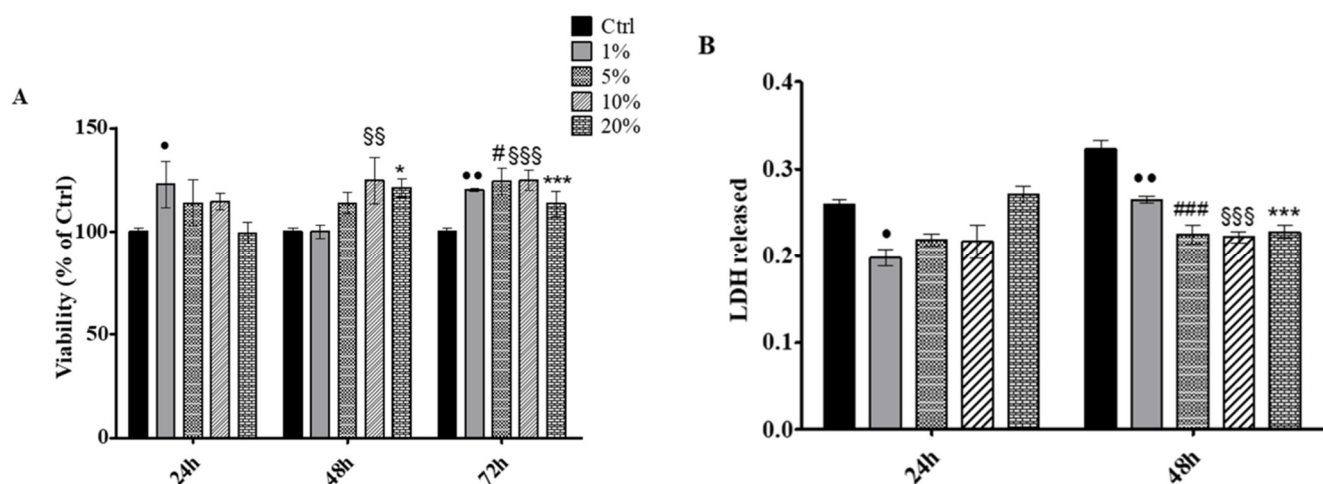 A
Ctrl
1%
5%
10%
20%
Viability (% of Ctrl)
150
100
50
0
•
§§
*
••
#
§§§
***
24h
48h
72h
B
LDH released
0.4
0.3
0.2
0.1
0.0
•
••
###
§§§
***
24h
48h